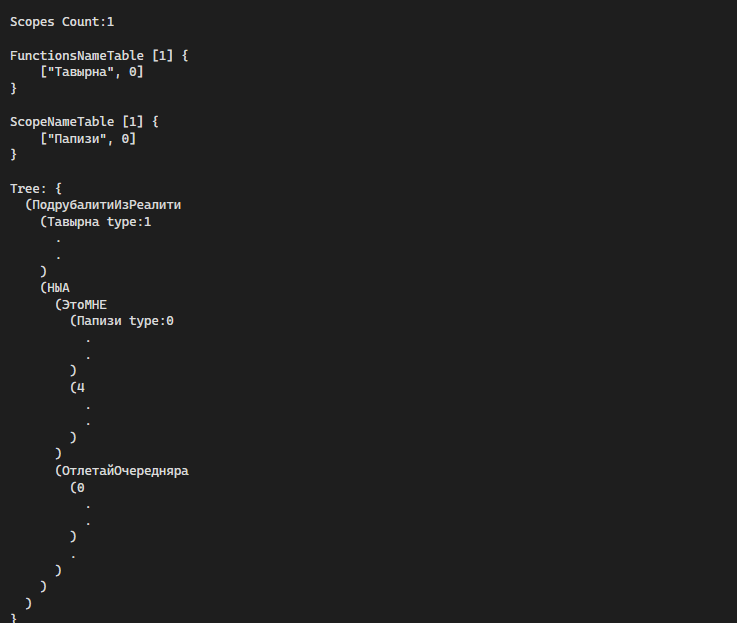 Scopes Count:1
FunctionsNameTable [1] {
["Тавырна", 0]
}
ScopeNameTable [1] {
["Папизи", 0]
}
Tree: {
(ПодрубалитиИзРеалити
(Тавырна type:1
.
.
)
(НЫА
(ЭтоМНЕ
(Папизи type:0
.
.
)
(4
.
.
)
)
(ОтлетайОчередняра
(0
.
.
)
.
)
)
)
}